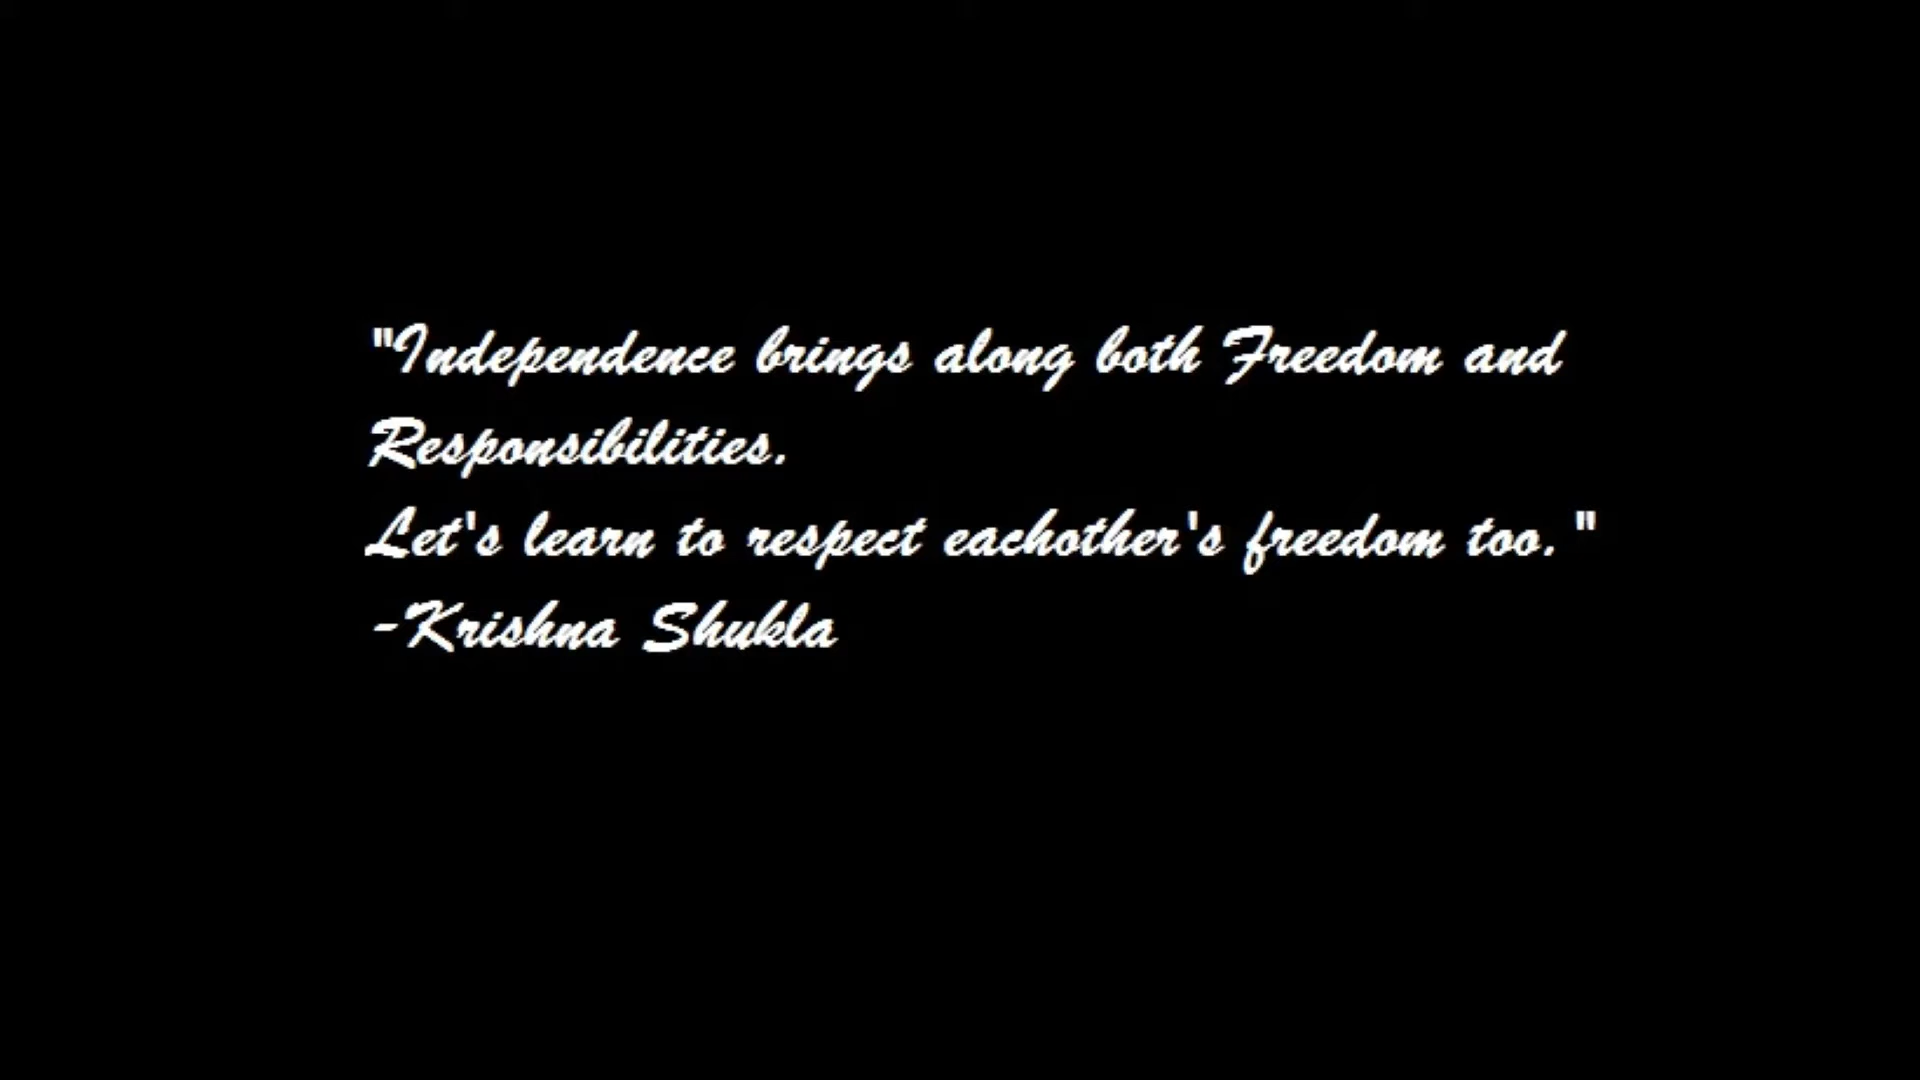 "Independence brings along both Freedom and
Responsibilities.
Let's learn to respect eachother's freedom too."
-Krishna Shukla